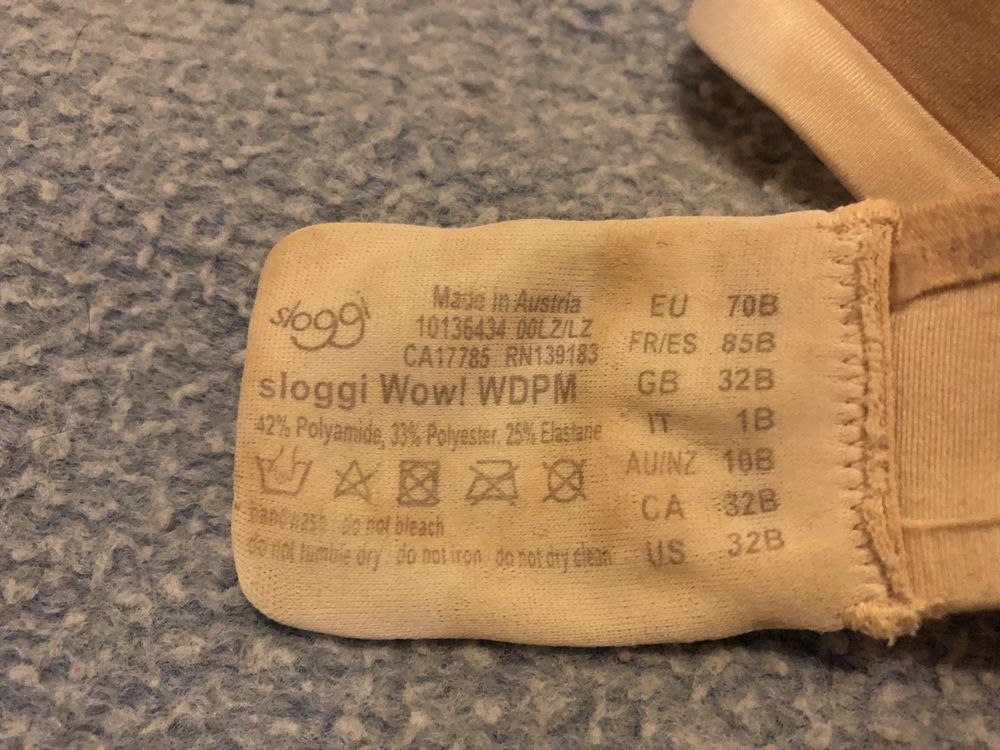 sloggi
Made in Austria
10136434 00LZ/LZ
CA17785 RN139183
sloggi Wow! WDPM
42% Polyamide, 33% Polyester, 25% Elastane
handwash do not bleach
do not tumble dry do not iron do not dry clean
EU 70B
FR/ES 85B
GB 32B
IT 1B
AU/NZ 10B
CA 32B
US 32B